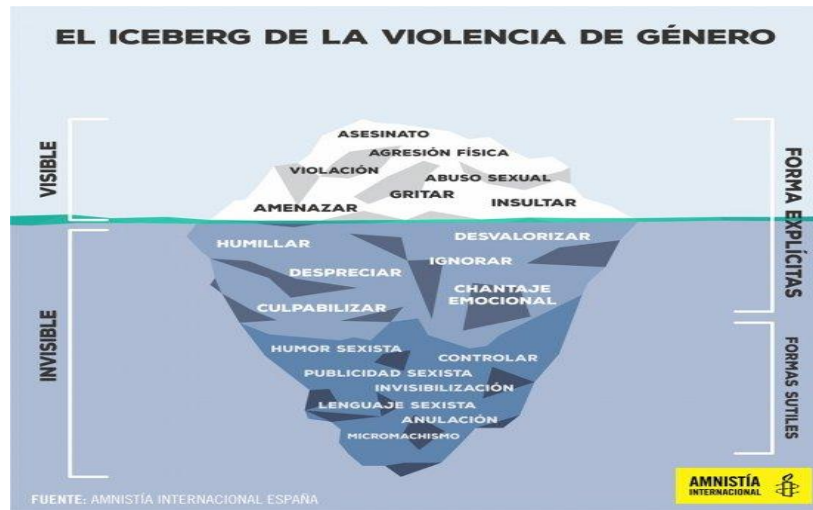 EL ICEBERG DE LA VIOLENCIA DE GÉNERO
VISIBLE
ASESINATO
AGRESIÓN FÍSICA
VIOLACIÓN
ABUSO SEXUAL
GRITAR
AMENAZAR
INSULTAR
FORMA EXPLÍCITAS
INVISIBLE
HUMILLAR
DESVALORIZAR
IGNORAR
DESPRECIAR
CHANTAJE
EMOCIONAL
CULPABILIZAR
HUMOR SEXISTA
CONTROLAR
PUBLICIDAD SEXISTA
INVISIBILIZACIÓN
LENGUAJE SEXISTA
ANULACIÓN
MICROMACHISMO
FORMAS SUTILES
FUENTE: AMNISTÍA INTERNACIONAL ESPAÑA
AMNISTÍA
INTERNACIONAL